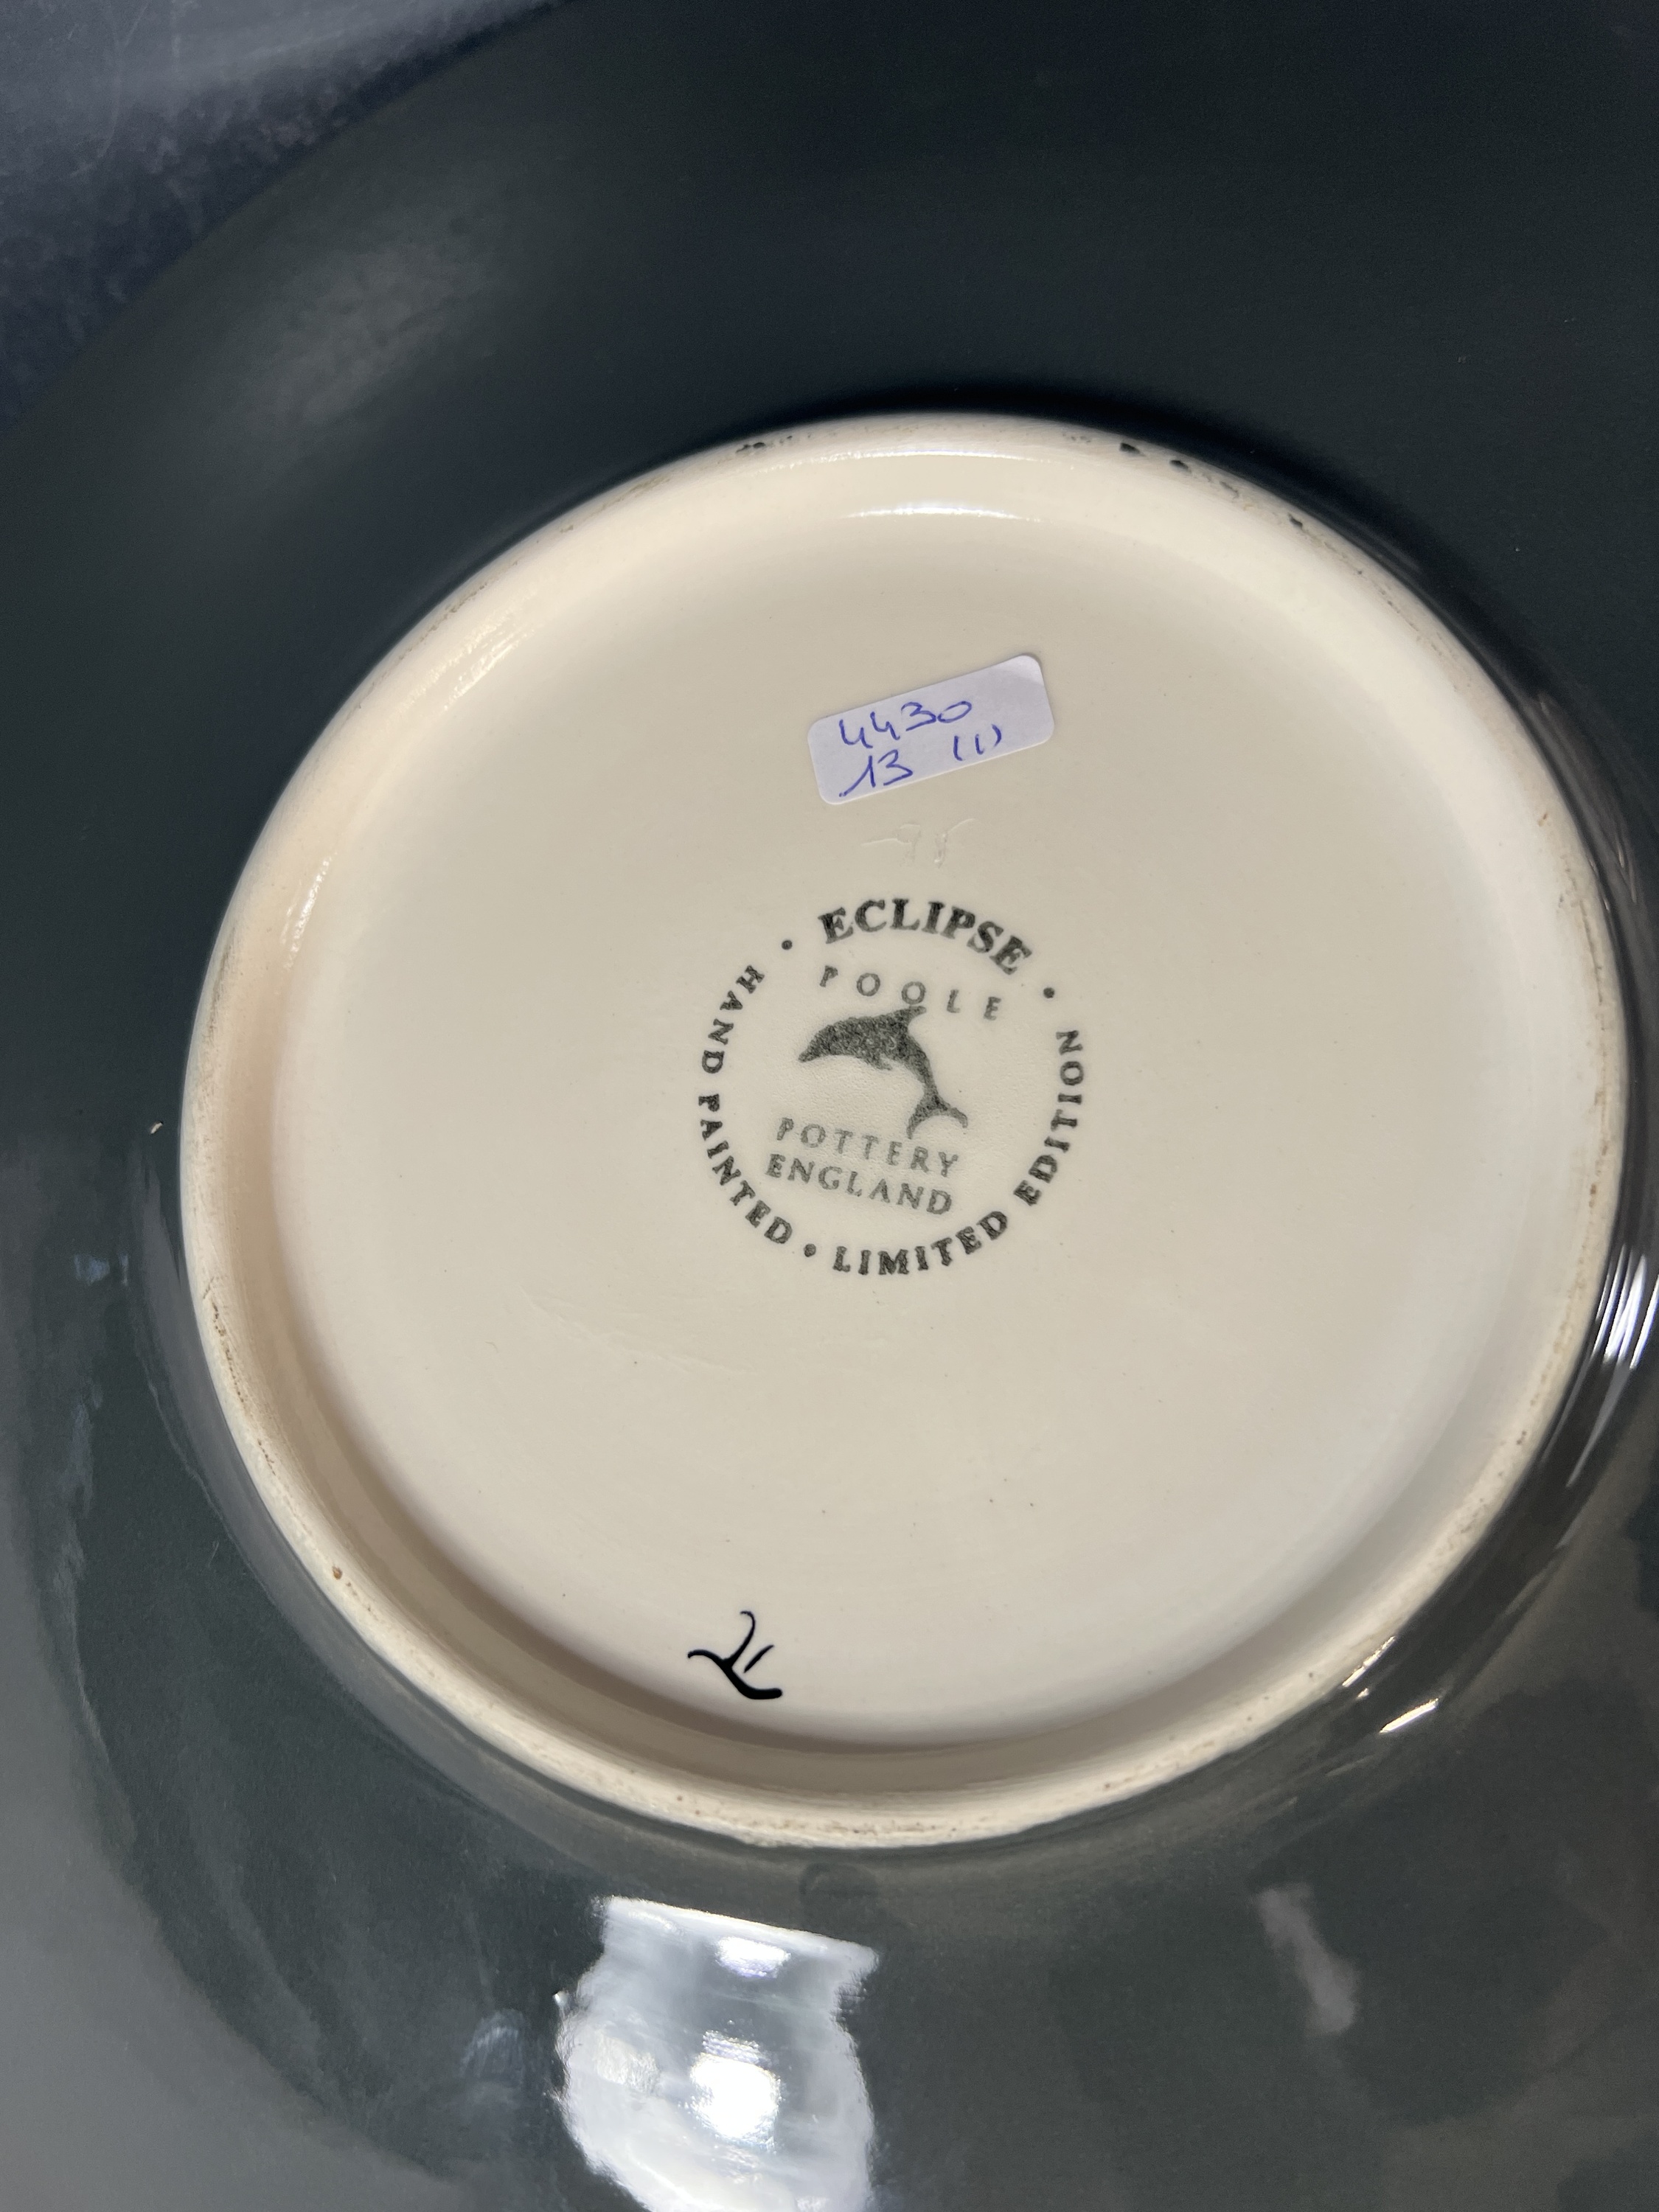 4430
13 (1)
• ECLIPSE •
POOLE
POTTERY
ENGLAND
HAND PAINTED • LIMITED EDITION